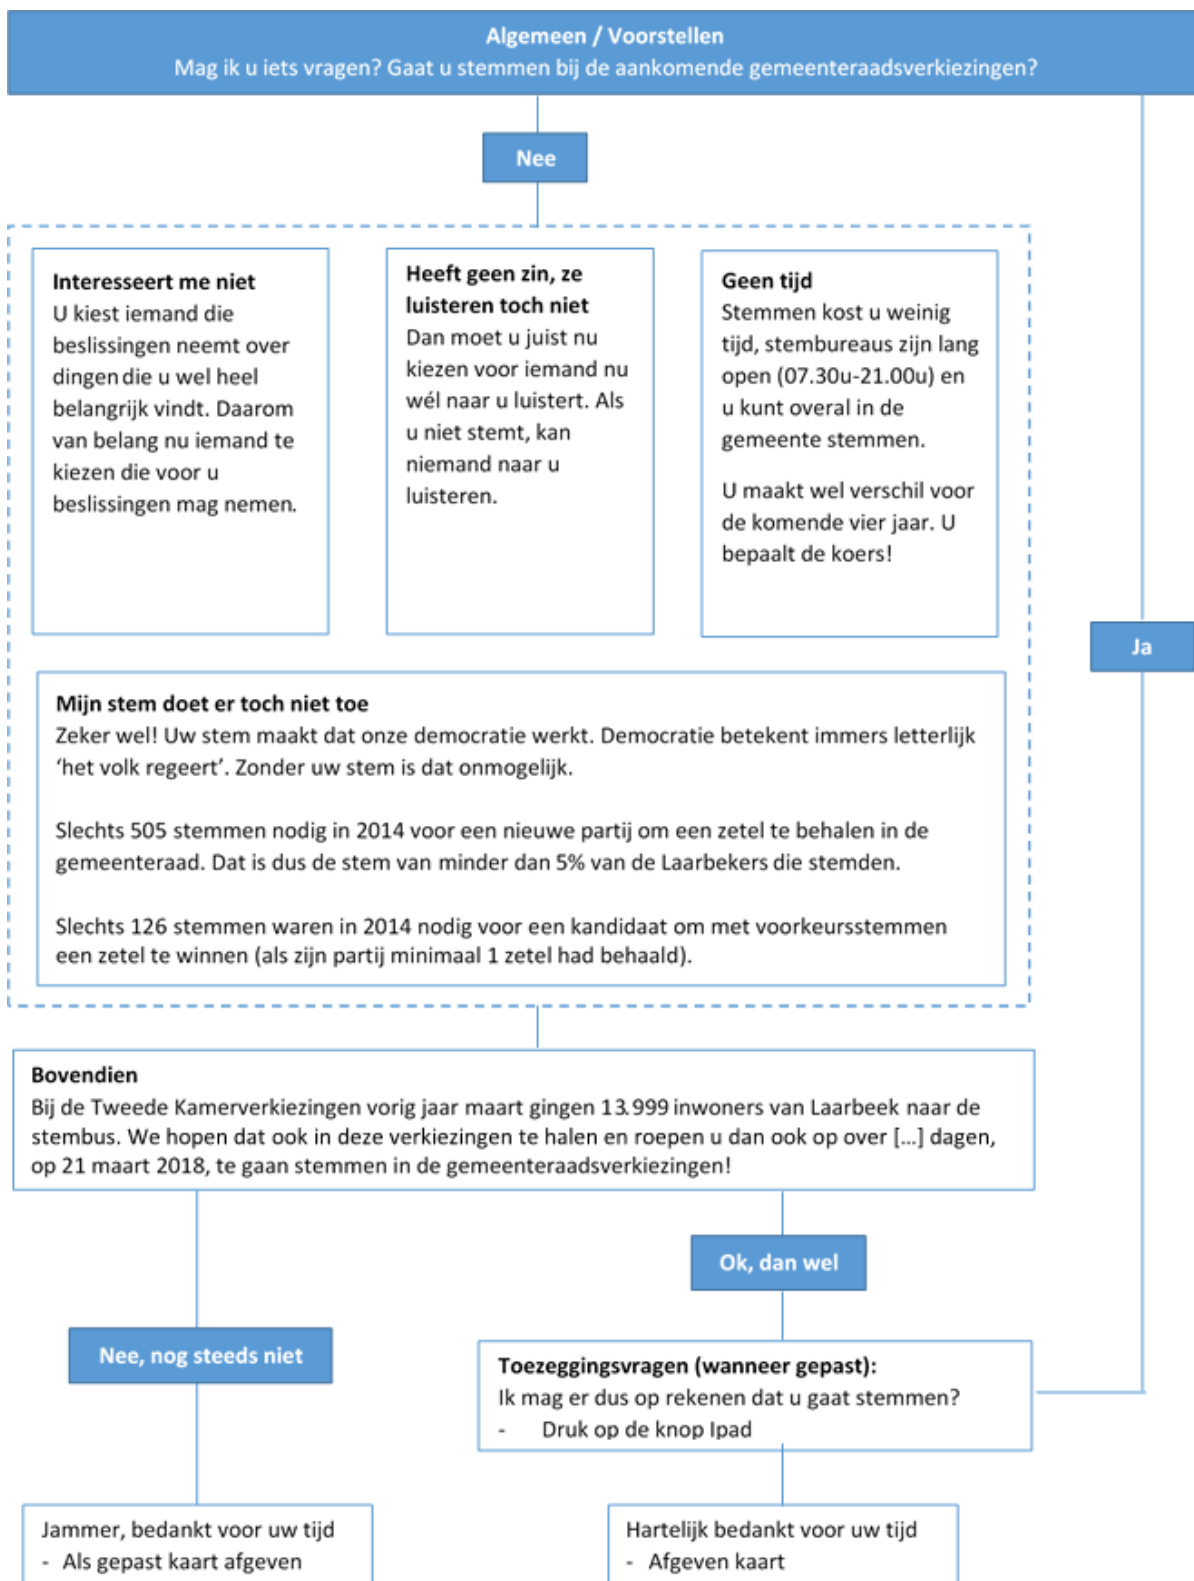 Algemeen / Voorstellen
Mag ik u iets vragen? Gaat u stemmen bij de aankomende gemeenteraadsverkiezingen?
Nee
Interesseert me niet
U kiest iemand die
beslissingen neemt over
dingen die u wel heel
belangrijk vindt. Daarom
van belang nu iemand te
kiezen die voor u
beslissingen mag nemen.
Heeft geen zin, ze
luisteren toch niet
Dan moet u juist nu
kiezen voor iemand nu
wél naar u luistert. Als
u niet stemt, kan
niemand naar u
luisteren.
Geen tijd
Stemmen kost u weinig
tijd, stembureaus zijn lang
open (07.30u-21.00u) en
u kunt overal in de
gemeente stemmen.
U maakt wel verschil voor
de komende vier jaar. U
bepaalt de koers!
Ja
Mijn stem doet er toch niet toe
Zeker wel! Uw stem maakt dat onze democratie werkt. Democratie betekent immers letterlijk
‘het volk regeert’. Zonder uw stem is dat onmogelijk.
Slechts 505 stemmen nodig in 2014 voor een nieuwe partij om een zetel te behalen in de
gemeenteraad. Dat is dus de stem van minder dan 5% van de Laarbekers die stemden.
Slechts 126 stemmen waren in 2014 nodig voor een kandidaat om met voorkeursstemmen
een zetel te winnen (als zijn partij minimaal 1 zetel had behaald).
Bovendien
Bij de Tweede Kamerverkiezingen vorig jaar maart gingen 13.999 inwoners van Laarbeek naar de
stembus. We hopen dat ook in deze verkiezingen te halen en roepen u dan ook op over [...] dagen,
op 21 maart 2018, te gaan stemmen in de gemeenteraadsverkiezingen!
Ok, dan wel
Nee, nog steeds niet
Toezeggingsvragen (wanneer gepast):
Ik mag er dus op rekenen dat u gaat stemmen?
- Druk op de knop Ipad
Jammer, bedankt voor uw tijd
- Als gepast kaart afgeven
Hartelijk bedankt voor uw tijd
- Afgeven kaart